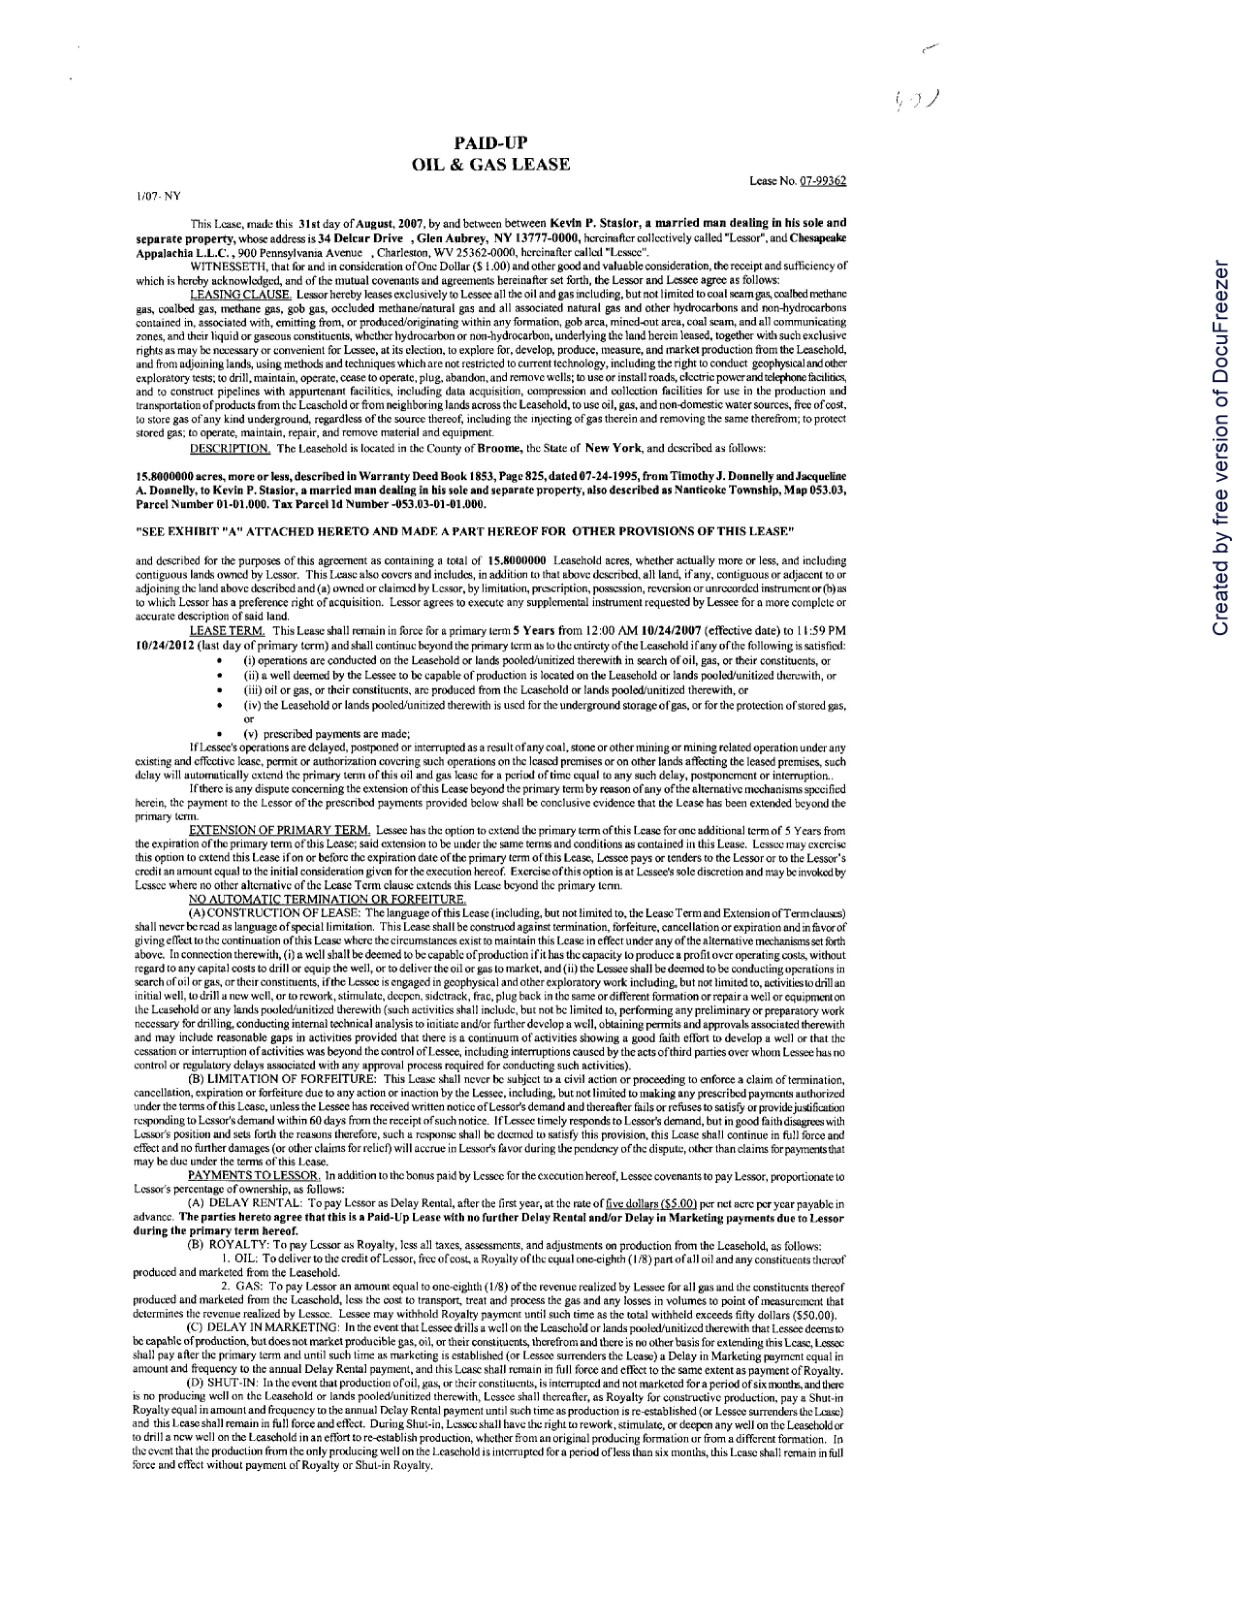 PAID-UP
OIL & GAS LEASE
Lease No. 07-99362
1/07- NY
This Lease, made this 31st day of August, 2007, by and between between Kevin P. Stasior, a married man dealing in his sole and
separate property, whose address is 34 Delcar Drive , Glen Aubrey, NY 13777-0000, hereinafter collectively called "Lessor", and Chesapeake
Appalachia L.L.C. , 900 Pennsylvania Avenue , Charleston, WV 25362-0000, hereinafter called "Lessee".
WITNESSETH, that for and in consideration of One Dollar ($ 1.00) and other good and valuable consideration, the receipt and sufficiency of
which is hereby acknowledged, and of the mutual covenants and agreements hereinafter set forth, the Lessor and Lessee agree as follows:
LEASING CLAUSE. Lessor hereby leases exclusively to Lessee all the oil and gas including, but not limited to coal seam gas, coalbed methane
gas, coalbed gas, methane gas, gob gas, occluded methane/natural gas and all associated natural gas and other hydrocarbons and non-hydrocarbons
contained in, associated with, emitting from, or produced/originating within any formation, gob area, mined-out area, coal seam, and all communicating
zones, and their liquid or gaseous constituents, whether hydrocarbon or non-hydrocarbon, underlying the land herein leased, together with such exclusive
rights as may be necessary or convenient for Lessee, at its election, to explore for, develop, produce, measure, and market production from the Leasehold,
and from adjoining lands, using methods and techniques which are not restricted to current technology, including the right to conduct geophysical and other
exploratory tests; to drill, maintain, operate, cease to operate, plug, abandon, and remove wells; to use or install roads, electric power and telephone facilities,
and to construct pipelines with appurtenant facilities, including data acquisition, compression and collection facilities for use in the production and
transportation of products from the Leasehold or from neighboring lands across the Leasehold, to use oil, gas, and non-domestic water sources, free of cost,
to store gas of any kind underground, regardless of the source thereof, including the injecting of gas therein and removing the same therefrom; to protect
stored gas; to operate, maintain, repair, and remove material and equipment.
DESCRIPTION. The Leasehold is located in the County of Broome, the State of New York, and described as follows:
15.8000000 acres, more or less, described in Warranty Deed Book 1853, Page 825, dated 07-24-1995, from Timothy J. Donnelly and Jacqueline
A. Donnelly, to Kevin P. Stasior, a married man dealing in his sole and separate property, also described as Nanticoke Township, Map 053.03,
Parcel Number 01-01.000. Tax Parcel Id Number -053.03-01-01.000.
"SEE EXHIBIT "A" ATTACHED HERETO AND MADE A PART HEREOF FOR OTHER PROVISIONS OF THIS LEASE"
and described for the purposes of this agreement as containing a total of 15.8000000 Leasehold acres, whether actually more or less, and including
contiguous lands owned by Lessor. This Lease also covers and includes, in addition to that above described, all land, if any, contiguous or adjacent to or
adjoining the land above described and (a) owned or claimed by Lessor, by limitation, prescription, possession, reversion or unrecorded instrument or (b) as
to which Lessor has a preference right of acquisition. Lessor agrees to execute any supplemental instrument requested by Lessee for a more complete or
accurate description of said land.
LEASE TERM. This Lease shall remain in force for a primary term 5 Years from 12:00 AM 10/24/2007 (effective date) to 11:59 PM
10/24/2012 (last day of primary term) and shall continue beyond the primary term as to the entirety of the Leasehold if any of the following is satisfied:
• (i) operations are conducted on the Leasehold or lands pooled/unitized therewith in search of oil, gas, or their constituents, or
• (ii) a well deemed by the Lessee to be capable of production is located on the Leasehold or lands pooled/unitized therewith, or
• (iii) oil or gas, or their constituents, are produced from the Leasehold or lands pooled/unitized therewith, or
• (iv) the Leasehold or lands pooled/unitized therewith is used for the underground storage of gas, or for the protection of stored gas,
or
• (v) prescribed payments are made;
If Lessee's operations are delayed, postponed or interrupted as a result of any coal, stone or other mining or mining related operation under any
existing and effective lease, permit or authorization covering such operations on the leased premises or on other lands affecting the leased premises, such
delay will automatically extend the primary term of this oil and gas lease for a period of time equal to any such delay, postponement or interruption..
If there is any dispute concerning the extension of this Lease beyond the primary term by reason of any of the alternative mechanisms specified
herein, the payment to the Lessor of the prescribed payments provided below shall be conclusive evidence that the Lease has been extended beyond the
primary term.
EXTENSION OF PRIMARY TERM. Lessee has the option to extend the primary term of this Lease for one additional term of 5 Years from
the expiration of the primary term of this Lease; said extension to be under the same terms and conditions as contained in this Lease. Lessee may exercise
this option to extend this Lease if on or before the expiration date of the primary term of this Lease, Lessee pays or tenders to the Lessor or to the Lessor's
credit an amount equal to the initial consideration given for the execution hereof. Exercise of this option is at Lessee's sole discretion and may be invoked by
Lessee where no other alternative of the Lease Term clause extends this Lease beyond the primary term.
NO AUTOMATIC TERMINATION OR FORFEITURE.
(A) CONSTRUCTION OF LEASE: The language of this Lease (including, but not limited to, the Lease Term and Extension of Term clauses)
shall never be read as language of special limitation. This Lease shall be construed against termination, forfeiture, cancellation or expiration and in favor of
giving effect to the continuation of this Lease where the circumstances exist to maintain this Lease in effect under any of the alternative mechanisms set forth
above. In connection therewith, (i) a well shall be deemed to be capable of production if it has the capacity to produce a profit over operating costs, without
regard to any capital costs to drill or equip the well, or to deliver the oil or gas to market, and (ii) the Lessee shall be deemed to be conducting operations in
search of oil or gas, or their constituents, if the Lessee is engaged in geophysical and other exploratory work including, but not limited to, activities to drill an
initial well, to drill a new well, or to rework, stimulate, deepen, sidetrack, frac, plug back in the same or different formation or repair a well or equipment on
the Leasehold or any lands pooled/unitized therewith (such activities shall include, but not be limited to, performing any preliminary or preparatory work
necessary for drilling, conducting internal technical analysis to initiate and/or further develop a well, obtaining permits and approvals associated therewith
and may include reasonable gaps in activities provided that there is a continuum of activities showing a good faith effort to develop a well or that the
cessation or interruption of activities was beyond the control of Lessee, including interruptions caused by the acts of third parties over whom Lessee has no
control or regulatory delays associated with any approval process required for conducting such activities).
(B) LIMITATION OF FORFEITURE: This Lease shall never be subject to a civil action or proceeding to enforce a claim of termination,
cancellation, expiration or forfeiture due to any action or inaction by the Lessee, including, but not limited to making any prescribed payments authorized
under the terms of this Lease, unless the Lessee has received written notice of Lessor's demand and thereafter fails or refuses to satisfy or provide justification
responding to Lessor's demand within 60 days from the receipt of such notice. If Lessee timely responds to Lessor's demand, but in good faith disagrees with
Lessor's position and sets forth the reasons therefore, such a response shall be deemed to satisfy this provision, this Lease shall continue in full force and
effect and no further damages (or other claims for relief) will accrue in Lessor's favor during the pendency of the dispute, other than claims for payments that
may be due under the terms of this Lease.
PAYMENTS TO LESSOR. In addition to the bonus paid by Lessee for the execution hereof, Lessee covenants to pay Lessor, proportionate to
Lessor's percentage of ownership, as follows:
(A) DELAY RENTAL: To pay Lessor as Delay Rental, after the first year, at the rate of five dollars ($5.00) per net acre per year payable in
advance. The parties hereto agree that this is a Paid-Up Lease with no further Delay Rental and/or Delay in Marketing payments due to Lessor
during the primary term hereof.
(B) ROYALTY: To pay Lessor as Royalty, less all taxes, assessments, and adjustments on production from the Leasehold, as follows:
1. OIL: To deliver to the credit of Lessor, free of cost, a Royalty of the equal one-eighth (1/8) part of all oil and any constituents thereof
produced and marketed from the Leasehold.
2. GAS: To pay Lessor an amount equal to one-eighth (1/8) of the revenue realized by Lessee for all gas and the constituents thereof
produced and marketed from the Leasehold, less the cost to transport, treat and process the gas and any losses in volumes to point of measurement that
determines the revenue realized by Lessee. Lessee may withhold Royalty payment until such time as the total withheld exceeds fifty dollars ($50.00).
(C) DELAY IN MARKETING: In the event that Lessee drills a well on the Leasehold or lands pooled/unitized therewith that Lessee deems to
be capable of production, but does not market producible gas, oil, or their constituents, therefrom and there is no other basis for extending this Lease, Lessee
shall pay after the primary term and until such time as marketing is established (or Lessee surrenders the Lease) a Delay in Marketing payment equal in
amount and frequency to the annual Delay Rental payment, and this Lease shall remain in full force and effect to the same extent as payment of Royalty.
(D) SHUT-IN: In the event that production of oil, gas, or their constituents, is interrupted and not marketed for a period of six months, and there
is no producing well on the Leasehold or lands pooled/unitized therewith, Lessee shall thereafter, as Royalty for constructive production, pay a Shut-in
Royalty equal in amount and frequency to the annual Delay Rental payment until such time as production is re-established (or Lessee surrenders the Lease)
and this Lease shall remain in full force and effect. During Shut-in, Lessee shall have the right to rework, stimulate, or deepen any well on the Leasehold or
to drill a new well on the Leasehold in an effort to re-establish production, whether from an original producing formation or from a different formation. In
the event that the production from the only producing well on the Leasehold is interrupted for a period of less than six months, this Lease shall remain in full
force and effect without payment of Royalty or Shut-in Royalty.
Created by free version of DocuFreezer